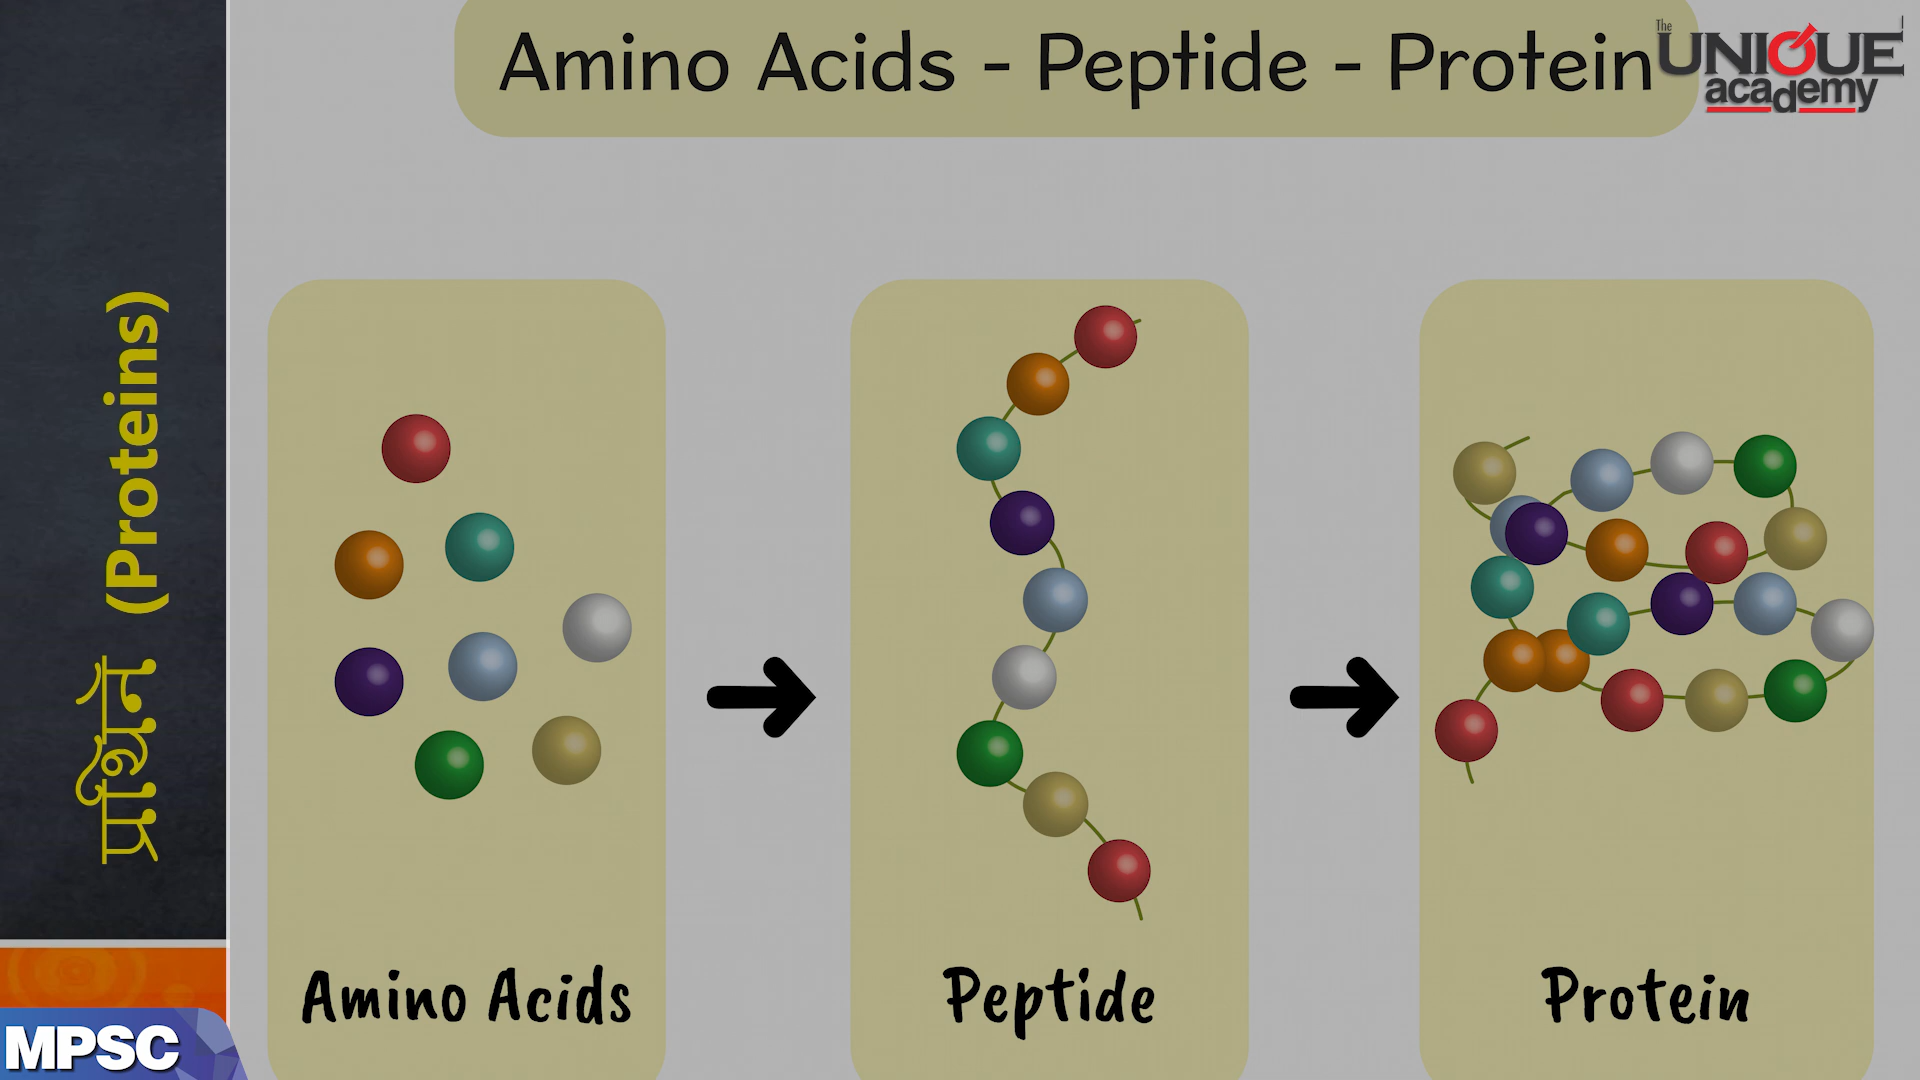 Amino Acids - Peptide - Protein
The
UNIQUE
academy
प्रथिने (Proteins)
Amino Acids
Peptide
Protein
MPSC